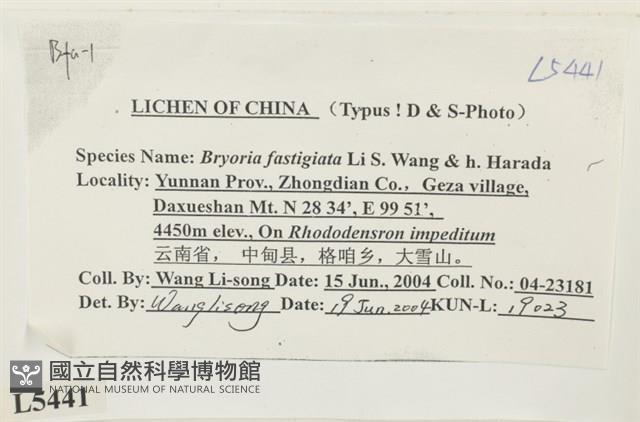 Bfa-1
L5441
LICHEN OF CHINA （Typus ! D & S-Photo）
Species Name: Bryoria fastigiata Li S. Wang & h. Harada
Locality: Yunnan Prov., Zhongdian Co., Geza village,
Daxueshan Mt. N 28 34’, E 99 51’,
4450m elev., On Rhododensron impeditum
云南省， 中甸县，格咱乡，大雪山。
Coll. By: Wang Li-song Date: 15 Jun., 2004 Coll. No.: 04-23181
Det. By: Wang lisong Date: 19 Jun. 2004 KUN-L: 19023
國立自然科學博物館
NATIONAL MUSEUM OF NATURAL SCIENCE
L5441